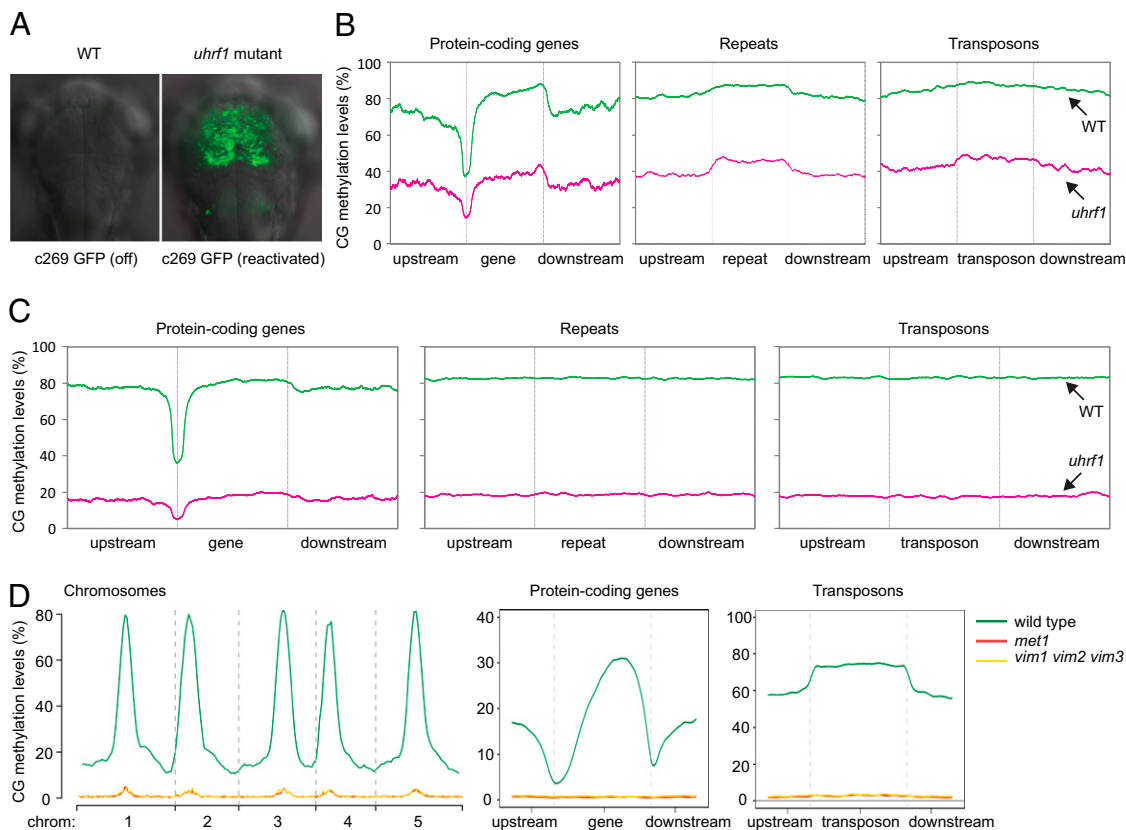 A
WT
uhrf1 mutant
c269 GFP (off)
c269 GFP (reactivated)
B
Protein-coding genes
Repeats
Transposons
CG methylation levels (%)
100
80
60
40
20
0
WT
uhrf1
upstream gene downstream
upstream repeat downstream
upstream transposon downstream
C
Protein-coding genes
Repeats
Transposons
CG methylation levels (%)
100
80
60
40
20
0
WT
uhrf1
upstream gene downstream
upstream repeat downstream
upstream transposon downstream
D
Chromosomes
CG methylation levels (%)
80
60
40
20
0
chrom: 1 2 3 4 5
Protein-coding genes
40
30
20
10
0
upstream gene downstream
Transposons
100
80
60
40
20
0
upstream transposon downstream
wild type
met1
vim1 vim2 vim3